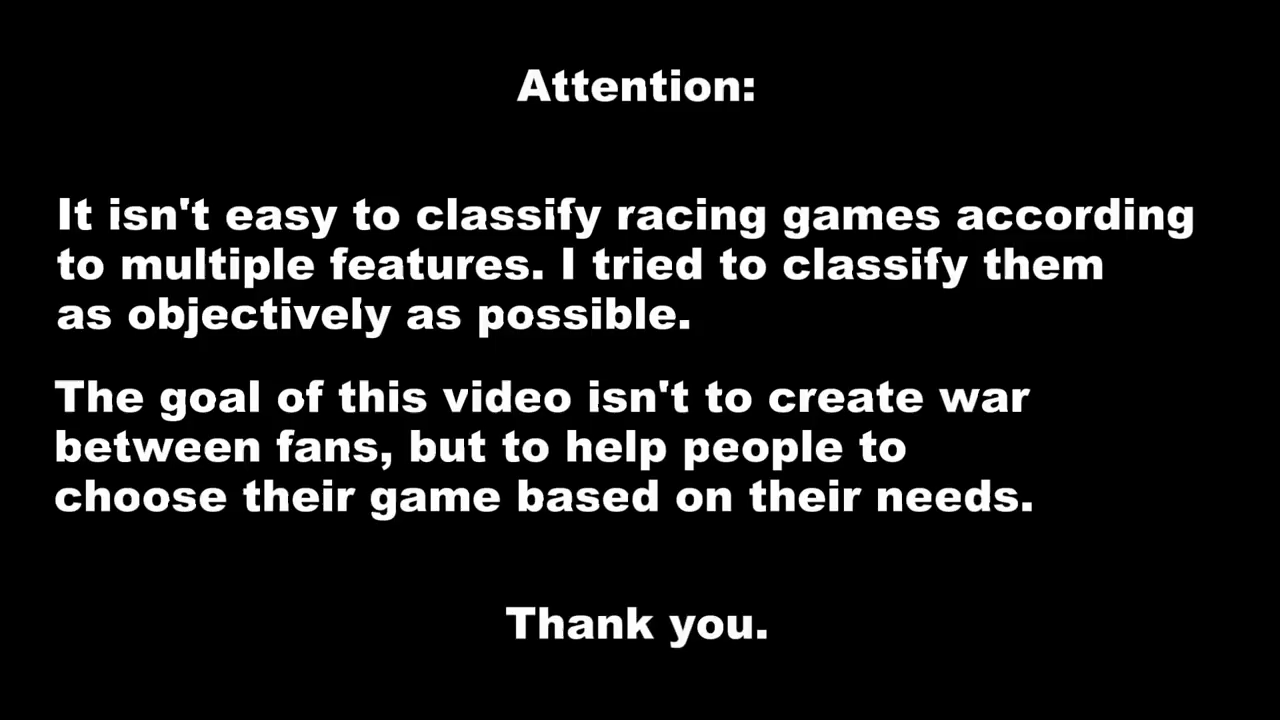 Attention:
It isn't easy to classify racing games according
to multiple features. I tried to classify them
as objectively as possible.
The goal of this video isn't to create war
between fans, but to help people to
choose their game based on their needs.
Thank you.